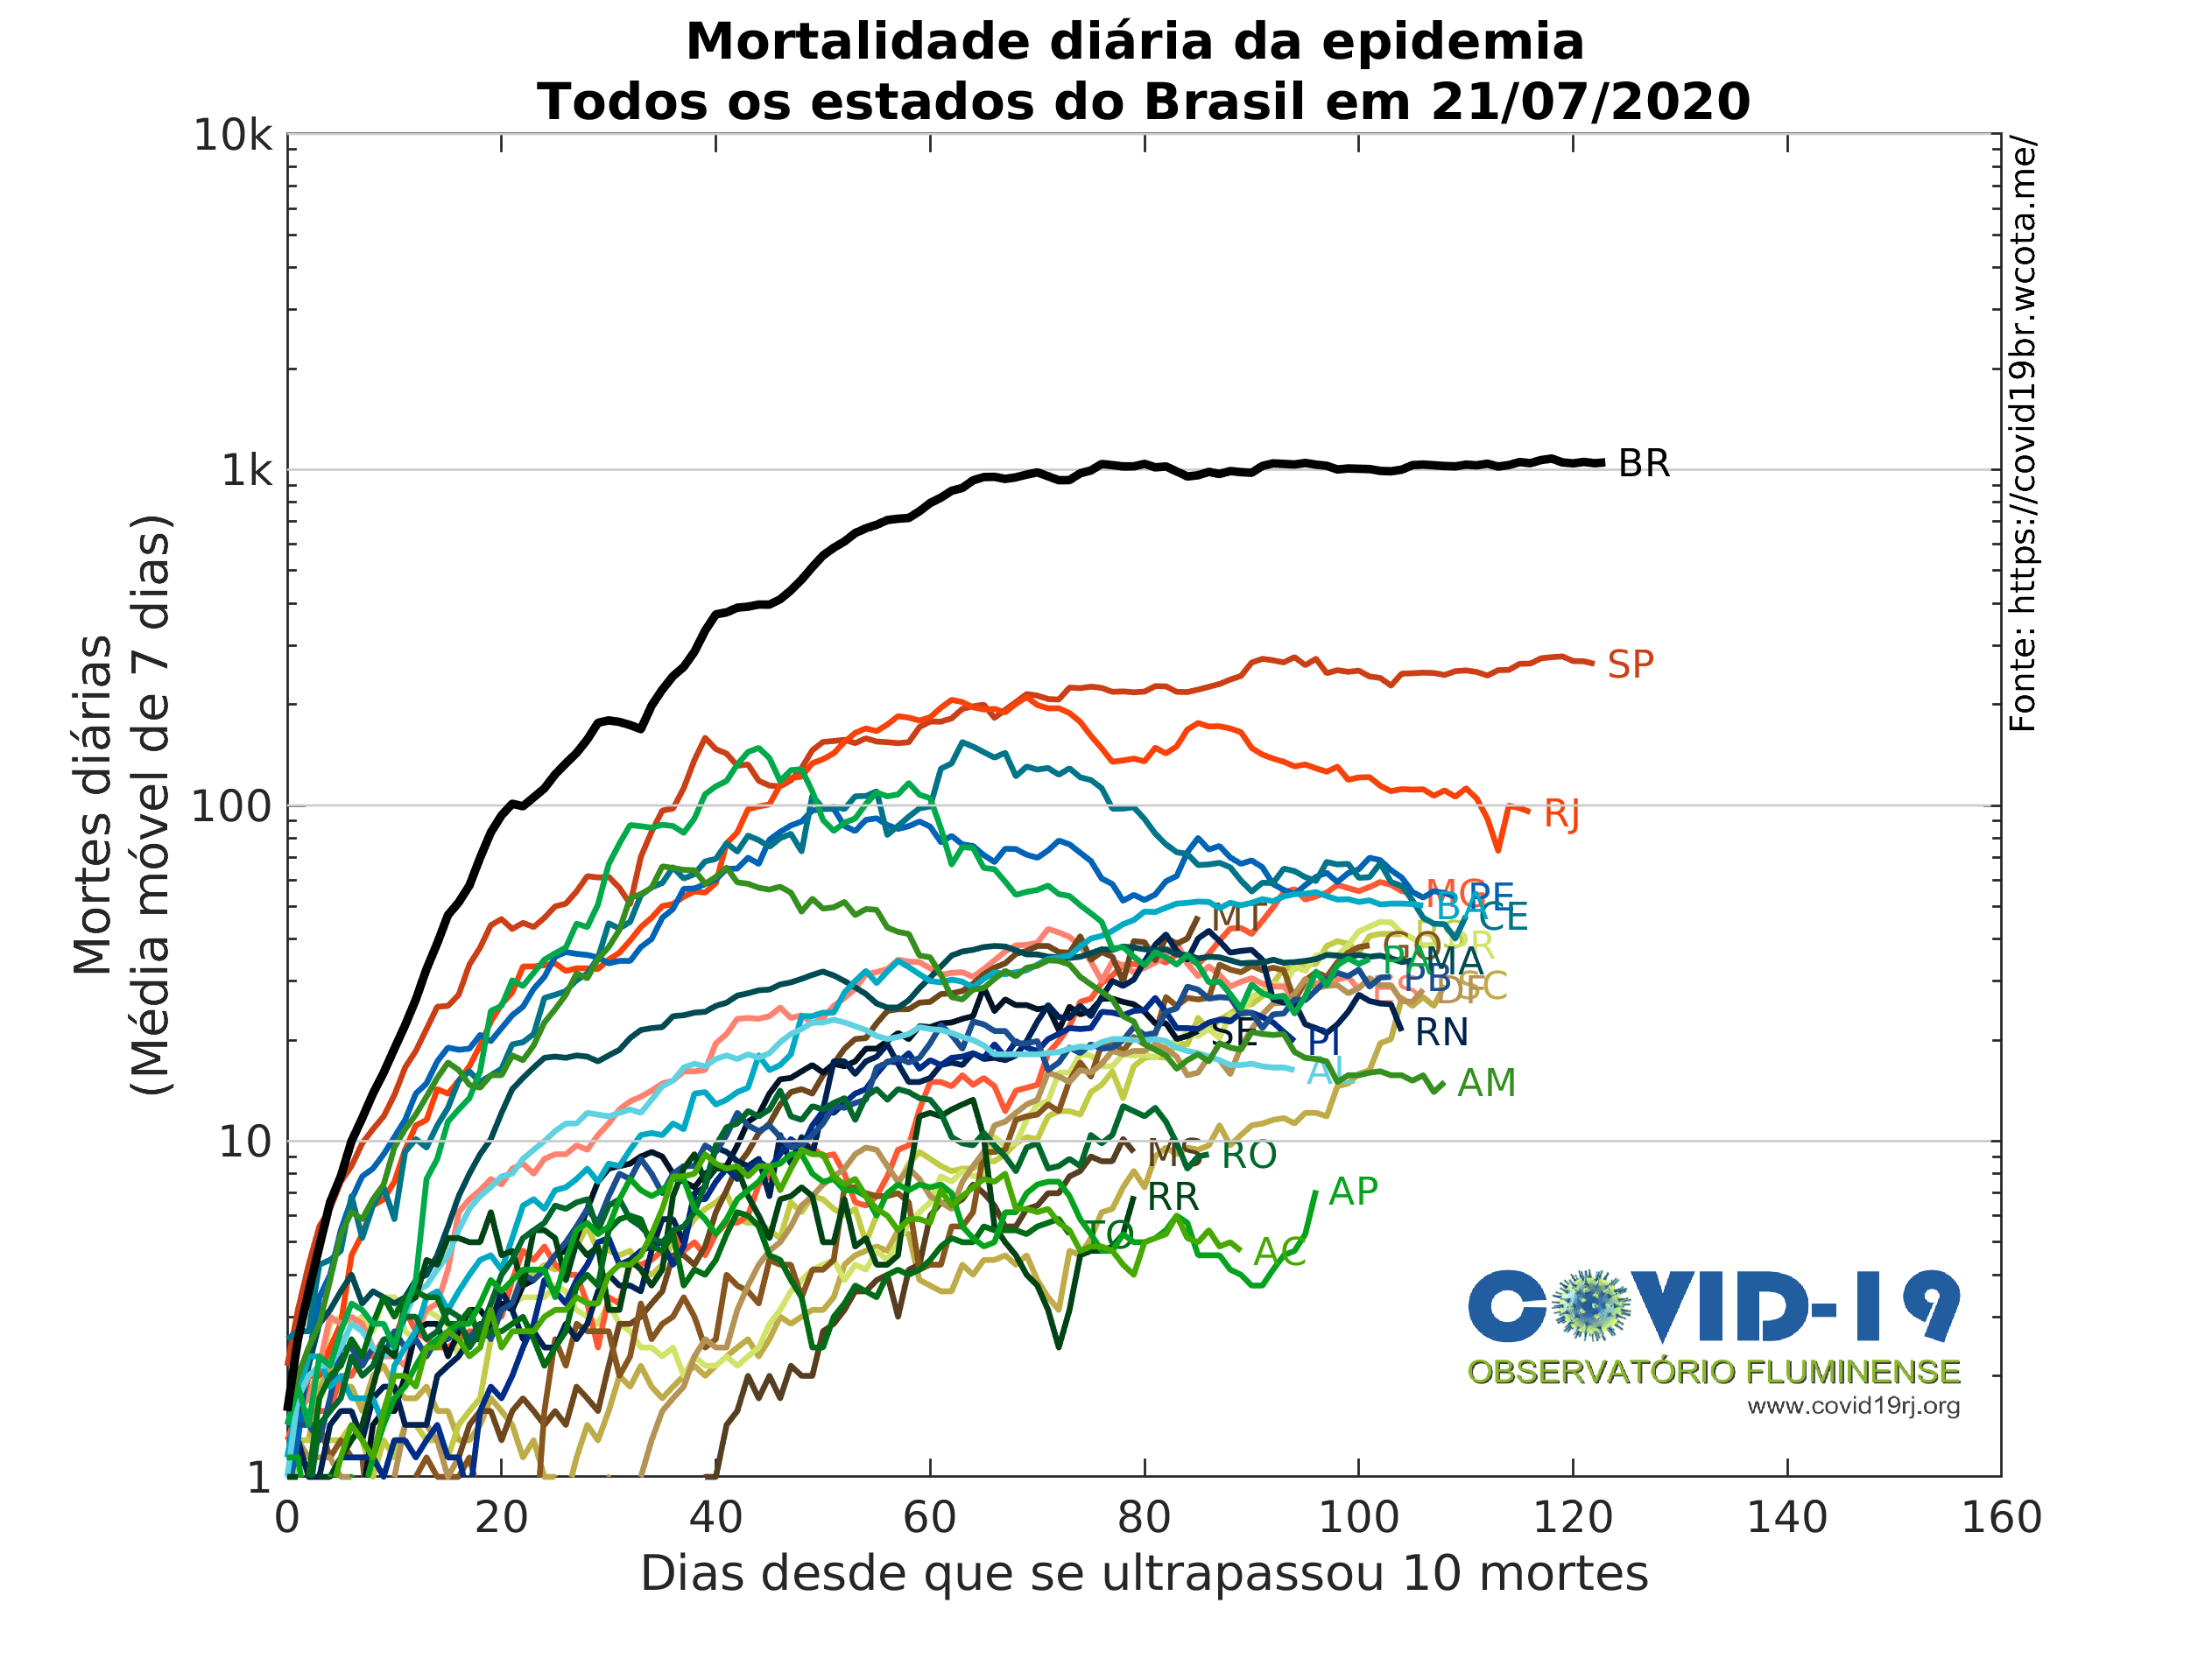 Mortalidade diária da epidemia
Todos os estados do Brasil em 21/07/2020
10k
1k
100
10
1
Mortes diárias
(Média móvel de 7 dias)
0 20 40 60 80 100 120 140 160
Dias desde que se ultrapassou 10 mortes
Fonte: https://covid19br.wcota.me/
BR
SP
RJ
PE
BA
CE
MT
GO
MA
PA
PB
DF
SC
SE
PI
RN
AL
AM
RO
RR
AP
TO
AC
COVID-19
OBSERVATÓRIO FLUMINENSE
www.covid19rj.org